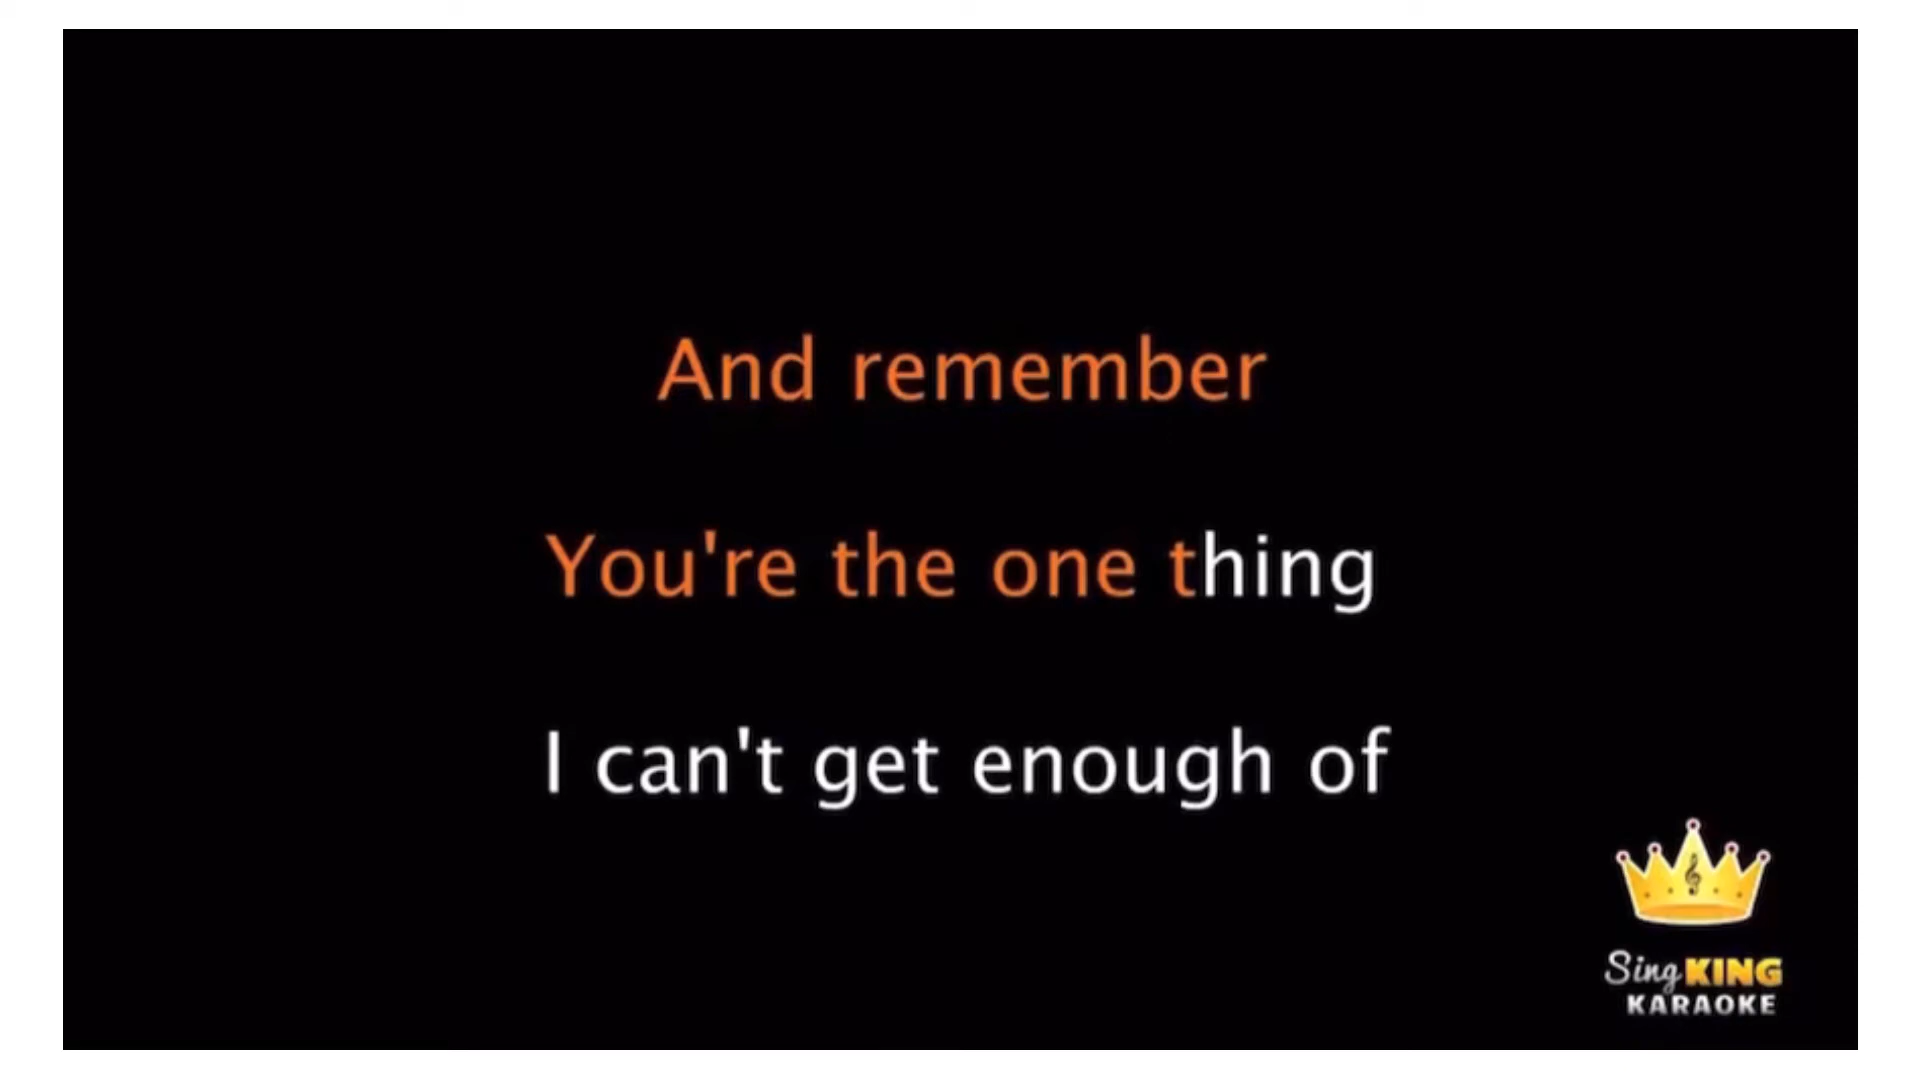 And remember
You're the one thing
I can't get enough of
Sing KING
KARAOKE